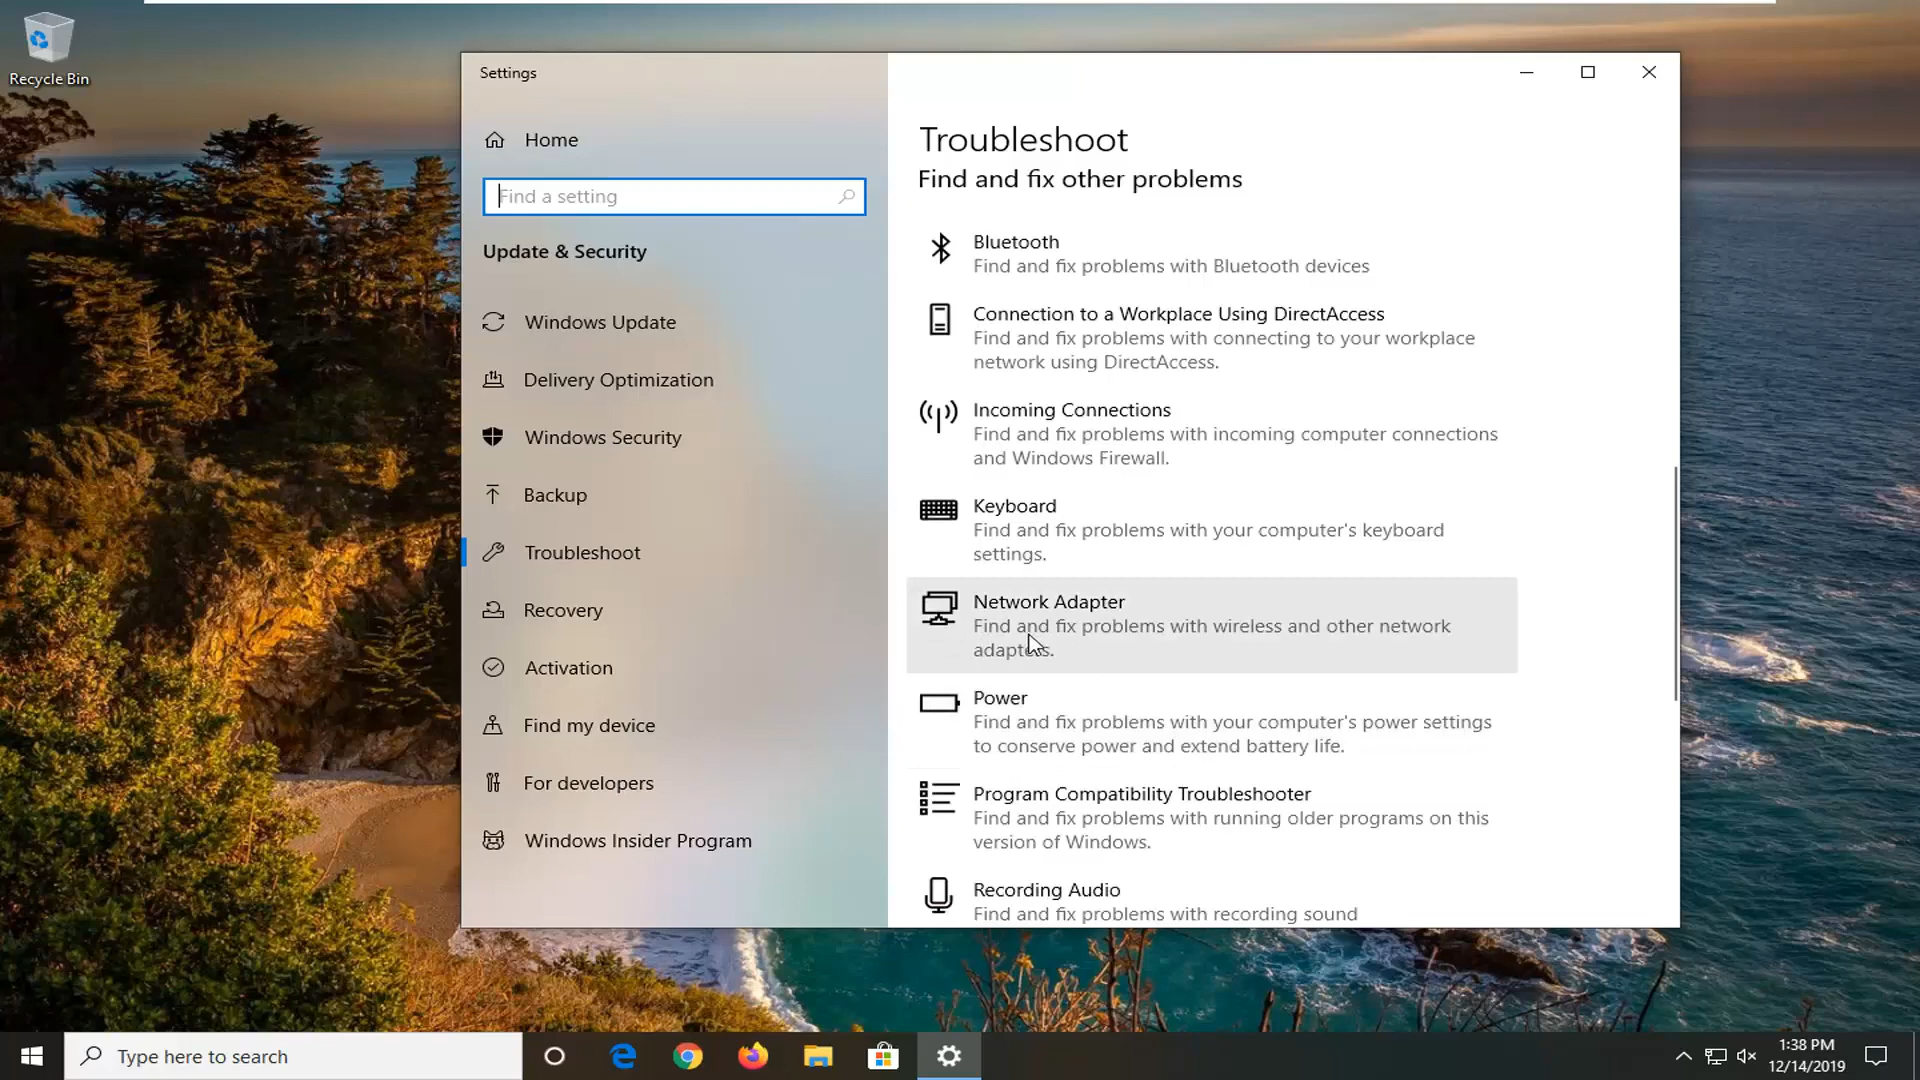 Recycle Bin
Settings
Home
Find a setting
Update & Security
Windows Update
Delivery Optimization
Windows Security
Backup
Troubleshoot
Recovery
Activation
Find my device
For developers
Windows Insider Program
Troubleshoot
Find and fix other problems
Bluetooth
Find and fix problems with Bluetooth devices
Connection to a Workplace Using DirectAccess
Find and fix problems with connecting to your workplace
network using DirectAccess.
Incoming Connections
Find and fix problems with incoming computer connections
and Windows Firewall.
Keyboard
Find and fix problems with your computer's keyboard
settings.
Network Adapter
Find and fix problems with wireless and other network
adapters.
Power
Find and fix problems with your computer's power settings
to conserve power and extend battery life.
Program Compatibility Troubleshooter
Find and fix problems with running older programs on this
version of Windows.
Recording Audio
Find and fix problems with recording sound
Type here to search
1:38 PM
12/14/2019